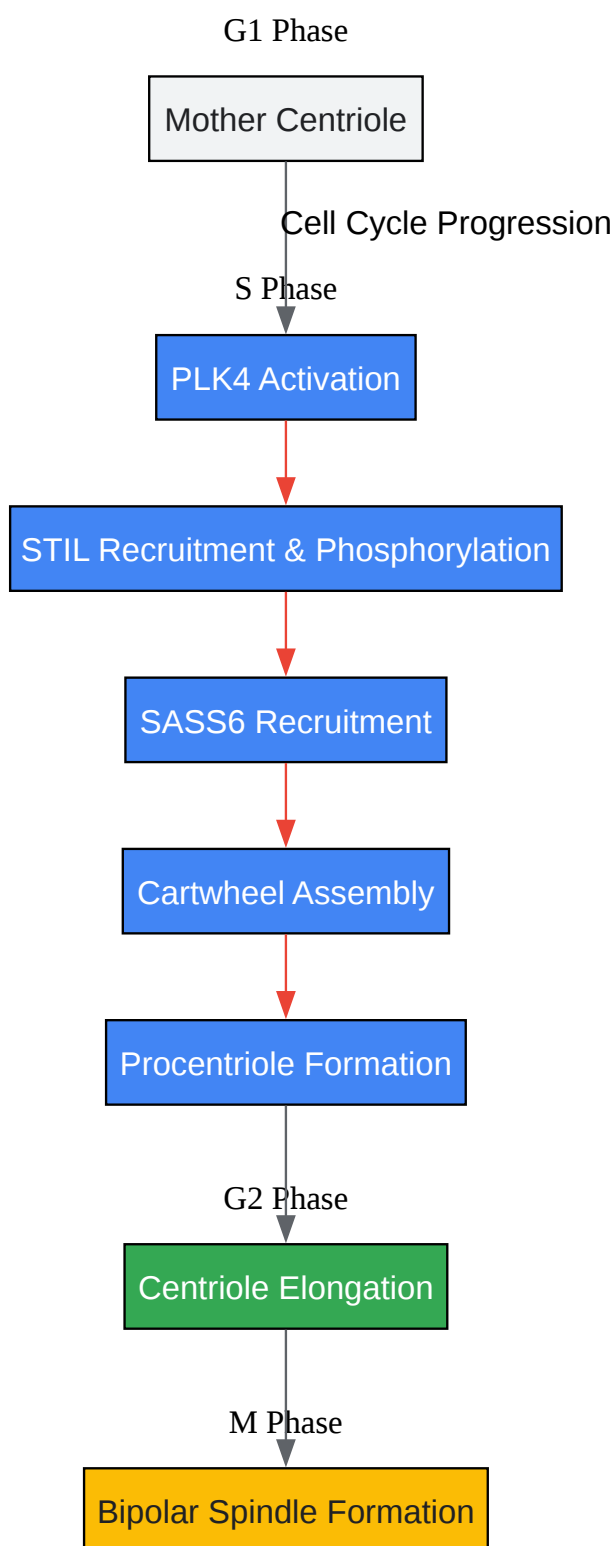 G1 Phase
Mother Centriole
Cell Cycle Progression
S Phase
PLK4 Activation
STIL Recruitment & Phosphorylation
SASS6 Recruitment
Cartwheel Assembly
Procentriole Formation
G2 Phase
Centriole Elongation
M Phase
Bipolar Spindle Formation